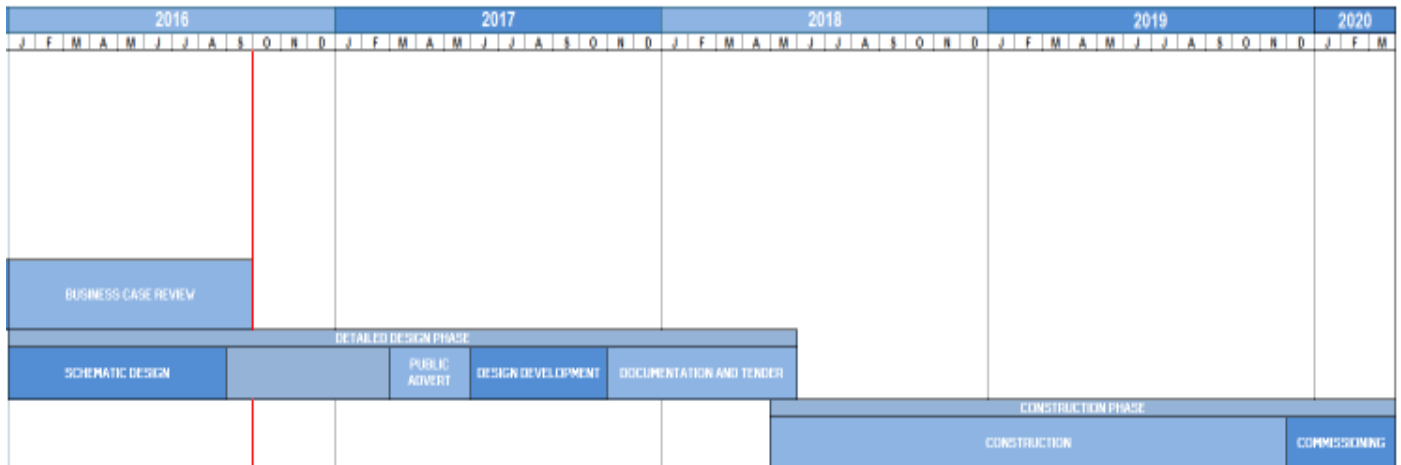 2016 2017 2018 2019 2020
J F M A M J J A S O N D J F M A M J J A S O N D J F M A M J J A S O N D J F M A M J J A S O N D J F M
BUSINESS CASE REVIEW
DETAILED DESIGN PHASE
SCHEMATIC DESIGN
PUBLIC
ADVERT
DESIGN DEVELOPMENT
DOCUMENTATION AND TENDER
CONSTRUCTION PHASE
CONSTRUCTION
COMMISSIONING